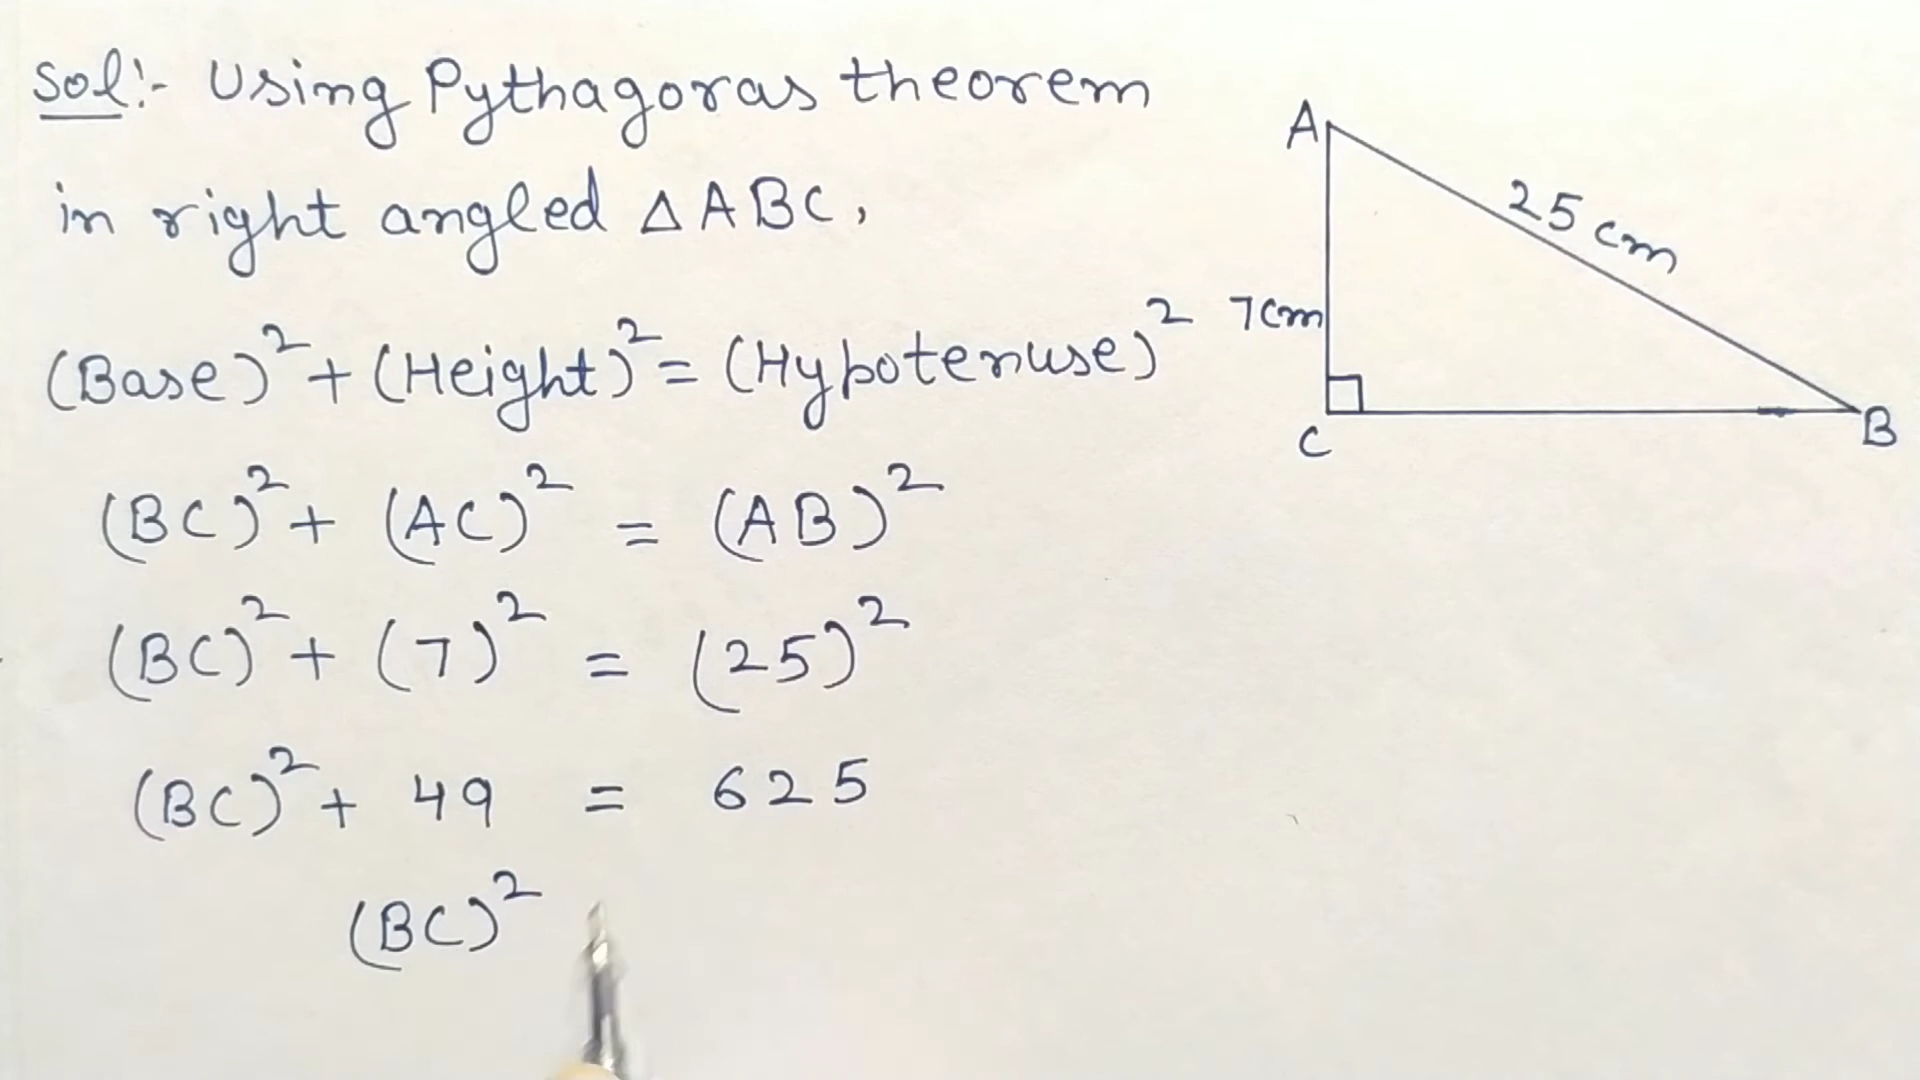 Sol:- Using Pythagoras theorem
in right angled △ABC,
(Base)² + (Height)² = (Hypotenuse)²
(BC)² + (AC)² = (AB)²
(BC)² + (7)² = (25)²
(BC)² + 49 = 625
(BC)²
A
25 cm
7cm
C
B